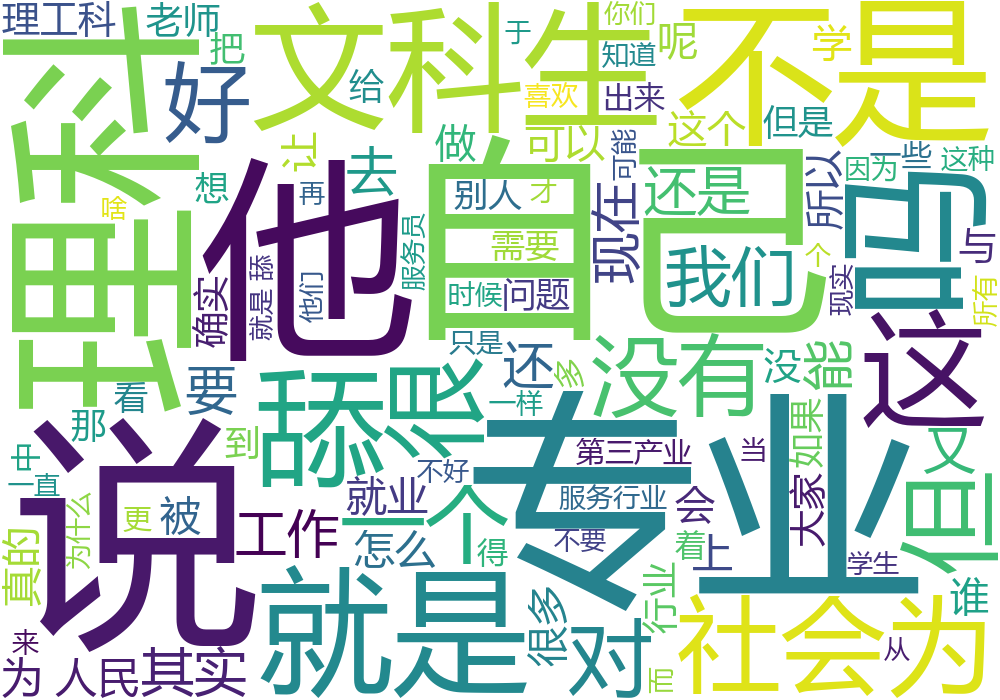 理工科
老师
把
好
文科生
给
于
你们
知道
呢
喜欢
出来
不是
学
理科
他
让
去
想
啥
再
做
可以
可能
这个
但是
所以
因为
一些
这种
别人
才
自己
现在
还是
吗
与
服务员
需要
我们
个
现实
所有
确实
就是 舔
他们
时候
问题
这
只是
还
多
没有
没
能
要
看
那
到
舔
很
一样
专业
第三产业
当
如果
又
中
一直
说
不好
就业
服务行业
会
大家
但
真的
为什么
更
被
工作
一个
怎么
得
不要
着
上
学生
谁
来
为
人民
其实
就是
很多
对
行业
而
社会
为
从